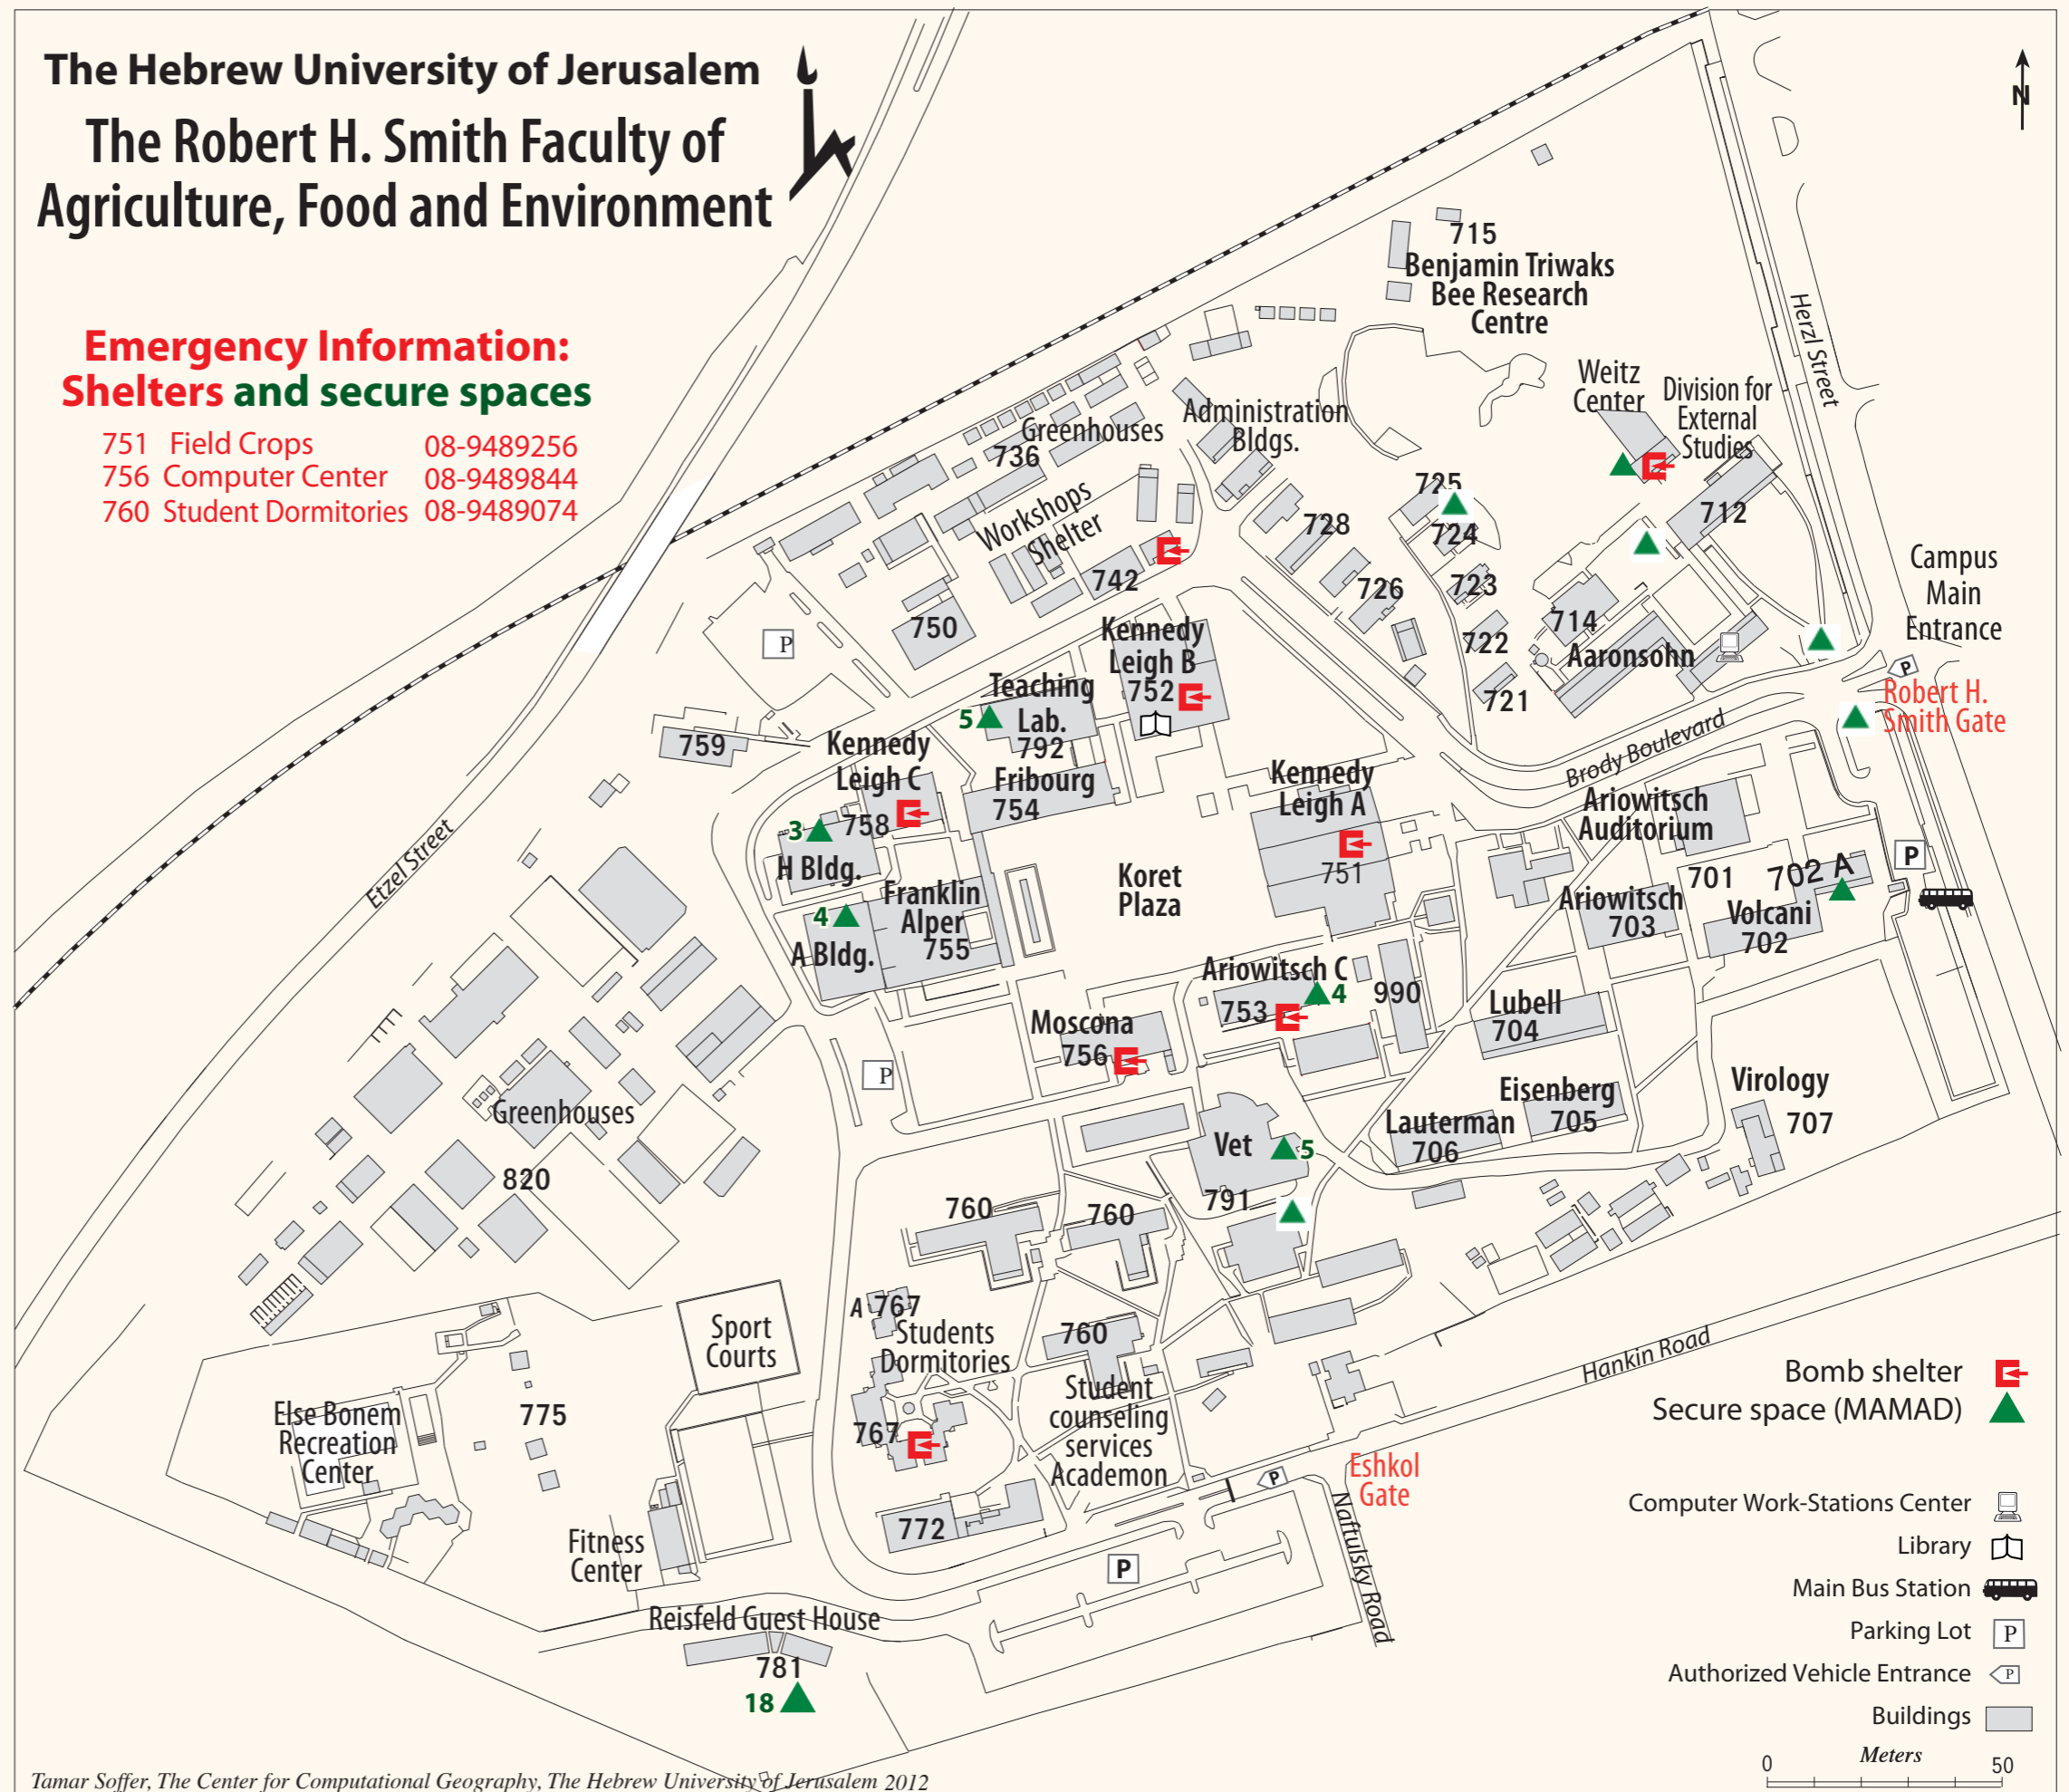 The Hebrew University of Jerusalem
The Robert H. Smith Faculty of
Agriculture, Food and Environment
N
Emergency Information:
Shelters and secure spaces
751 Field Crops 08-9489256
756 Computer Center 08-9489844
760 Student Dormitories 08-9489074
715
Benjamin Triwaks
Bee Research
Centre
Herzl Street
Weitz
Center
Division for
External
Studies
Administration
Bldgs.
Greenhouses
736
Workshops
Shelter
725
724
712
728
742
726
723
714
Campus
Main
Entrance
750
P
722
Aaronsohn
721
P
Robert H.
Smith Gate
Kennedy
Leigh B
752
Teaching
Lab.
792
5
759
Kennedy
Leigh C
758
Fribourg
754
Brody Boulevard
Kennedy
Leigh A
751
Ariowitsch
Auditorium
3
H Bldg.
P
701
702 A
Etzel Street
Franklin
Alper
755
4
A Bldg.
Koret
Plaza
Ariowitsch
703
Volcani
702
Ariowitsch C
753
4
990
Lubell
704
Moscona
756
P
Eisenberg
705
Virology
707
Greenhouses
Lauterman
706
Vet
5
791
820
760
760
A 767
Students
Dormitories
760
Sport
Courts
Hankin Road
Student
counseling
services
Academon
Else Bonem
Recreation
Center
775
767
P
Eshkol
Gate
772
Fitness
Center
P
Naftulsky Road
Reisfeld Guest House
781
18
Bomb shelter
Secure space (MAMAD)
Computer Work-Stations Center
Library
Main Bus Station
Parking Lot P
Authorized Vehicle Entrance P
Buildings
0 Meters 50
Tamar Soffer, The Center for Computational Geography, The Hebrew University of Jerusalem 2012